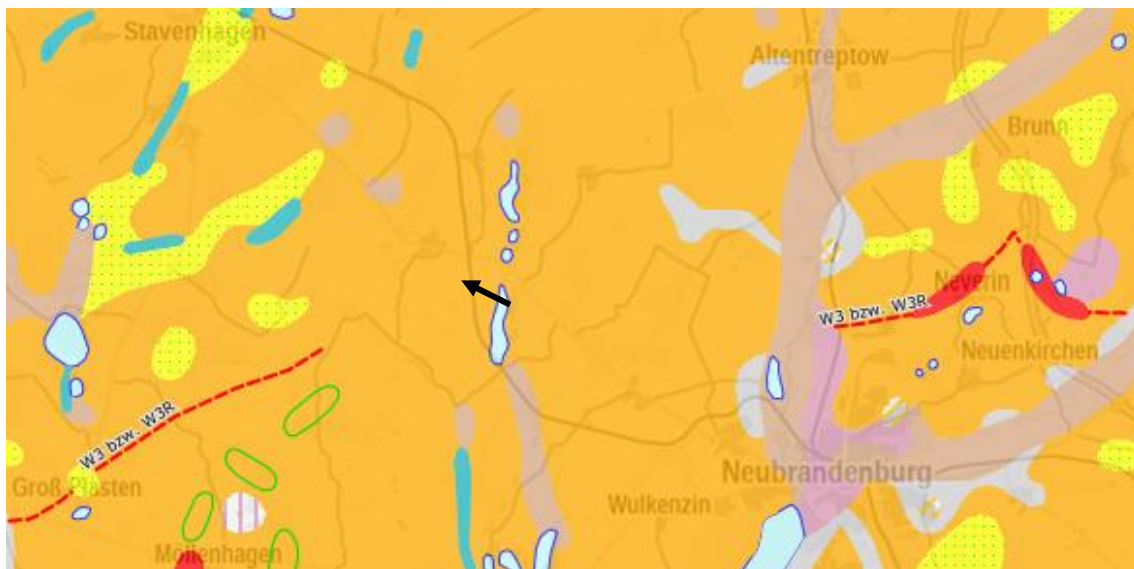 Stavenhagen
Altentreptow
Brunn
Neverin
W3 bzw. W3R
Neuenkirchen
W3 bzw. W3R
Groß Plasten
Neubrandenburg
Wulkenzin
Möllenhagen